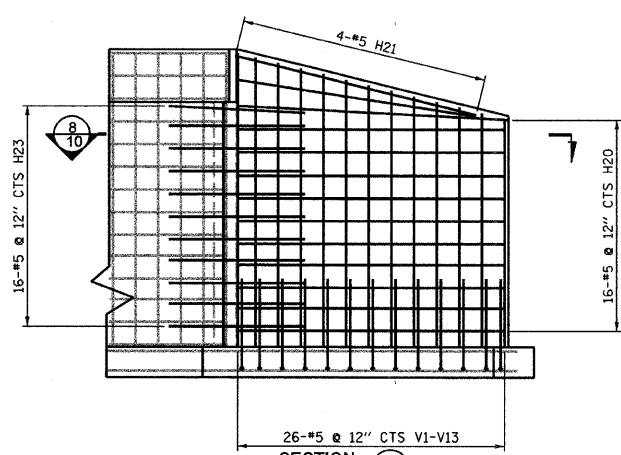 4-#5 H21
8
10
16-#5 @ 12" CTS H23
16-#5 @ 12" CTS H20
26-#5 @ 12" CTS V1-V13
SECTION